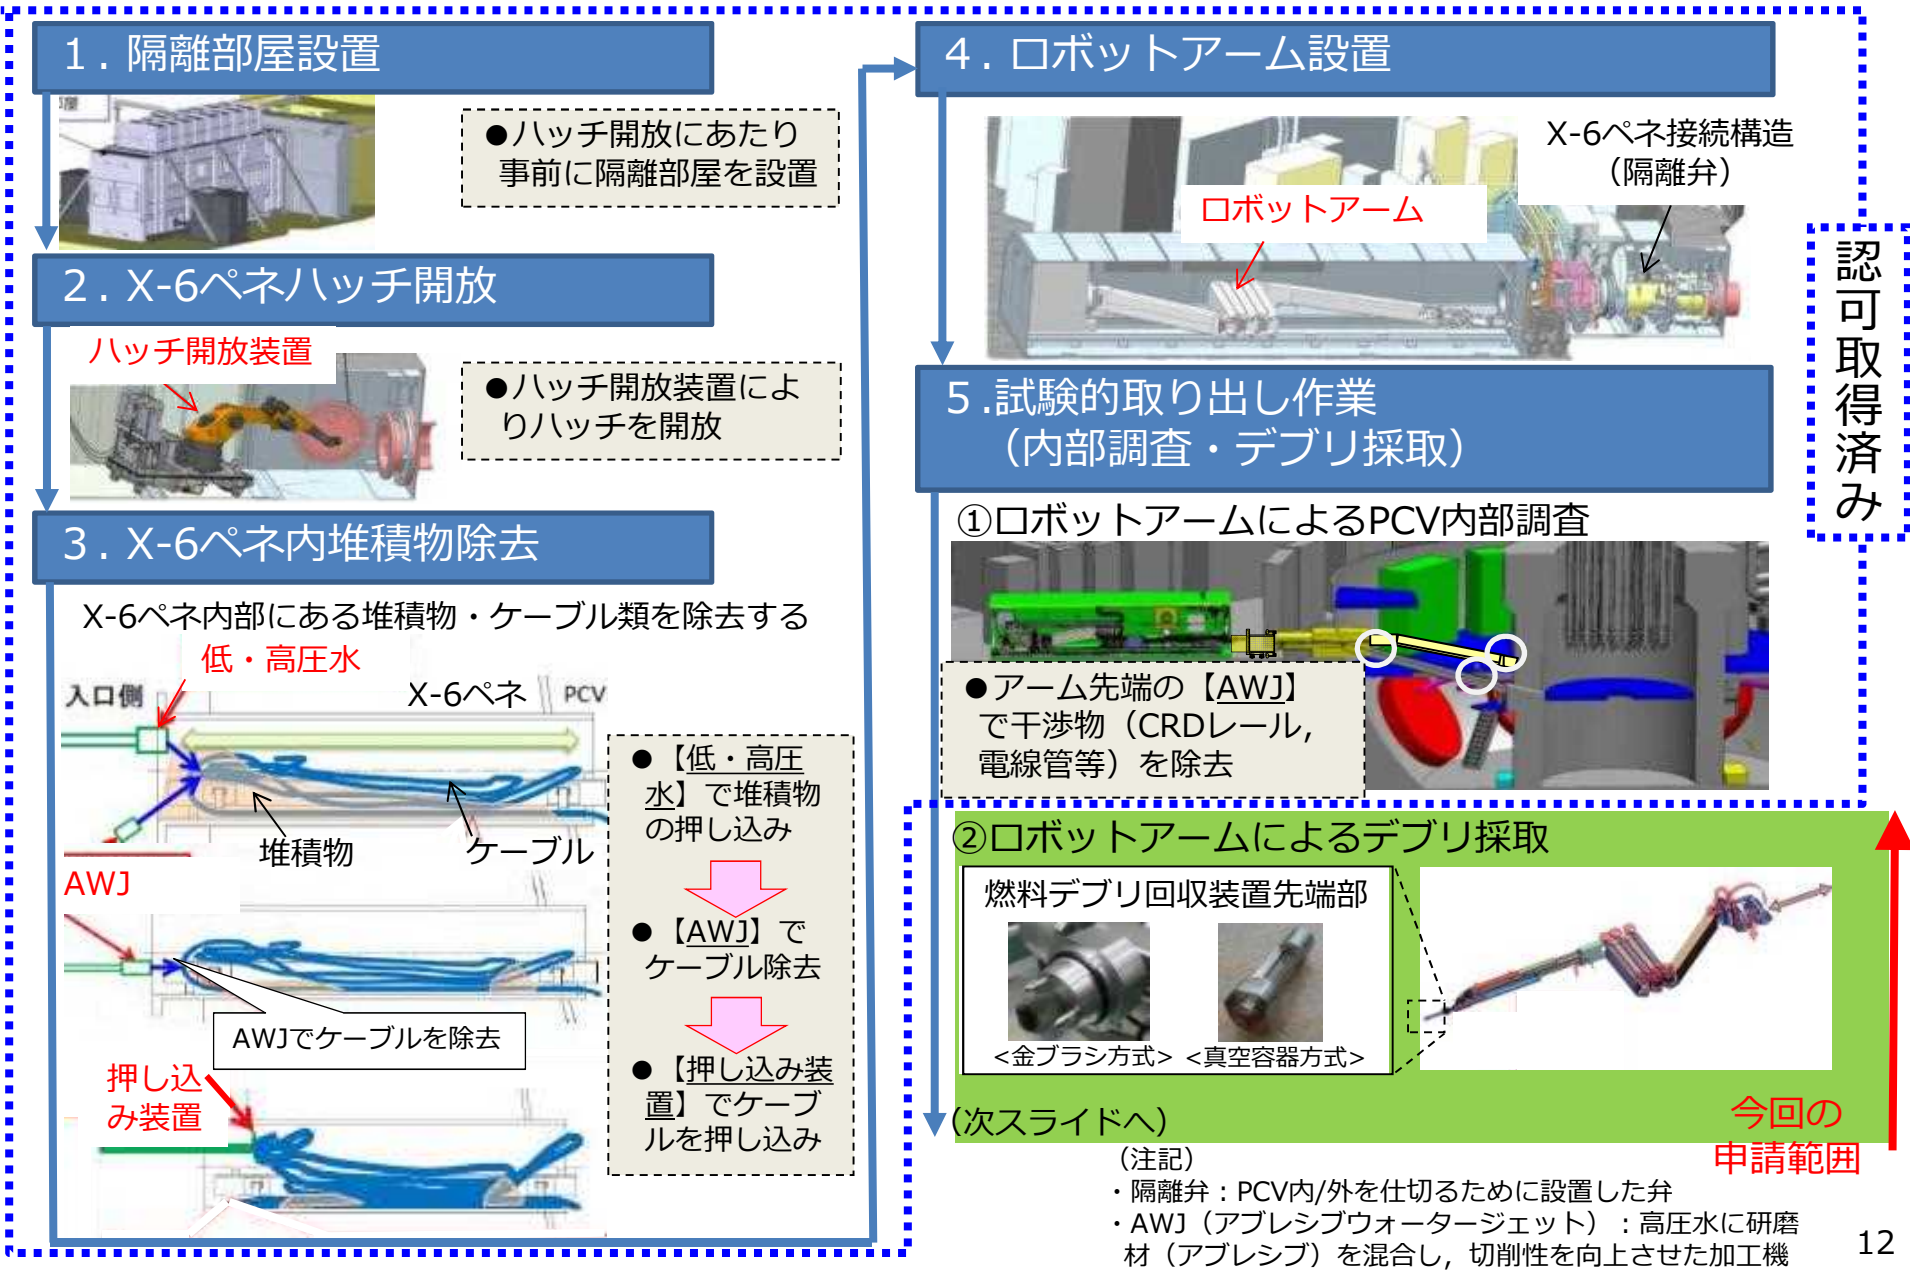 １．隔離部屋設置
●ハッチ開放にあたり
事前に隔離部屋を設置
２．X-6ペネハッチ開放
ハッチ開放装置
●ハッチ開放装置によ
りハッチを開放
３．X-6ペネ内堆積物除去
X-6ペネ内部にある堆積物・ケーブル類を除去する
低・高圧水
入口側
X-6ペネ
PCV
堆積物
ケーブル
AWJ
AWJでケーブルを除去
押し込
み装置
●【低・高圧
水】で堆積物
の押し込み
●【AWJ】で
ケーブル除去
●【押し込み装
置】でケーブ
ルを押し込み
４．ロボットアーム設置
X-6ペネ接続構造
（隔離弁）
ロボットアーム
５.試験的取り出し作業
（内部調査・デブリ採取）
①ロボットアームによるPCV内部調査
●アーム先端の【AWJ】
で干渉物（CRDレール,
電線管等）を除去
認可取得済み
②ロボットアームによるデブリ採取
燃料デブリ回収装置先端部
<金ブラシ方式> <真空容器方式>
（次スライドへ）
今回の
申請範囲
（注記）
・隔離弁：PCV内/外を仕切るために設置した弁
・AWJ（アブレシブウォータージェット）：高圧水に研磨
材（アブレシブ）を混合し，切削性を向上させた加工機
12